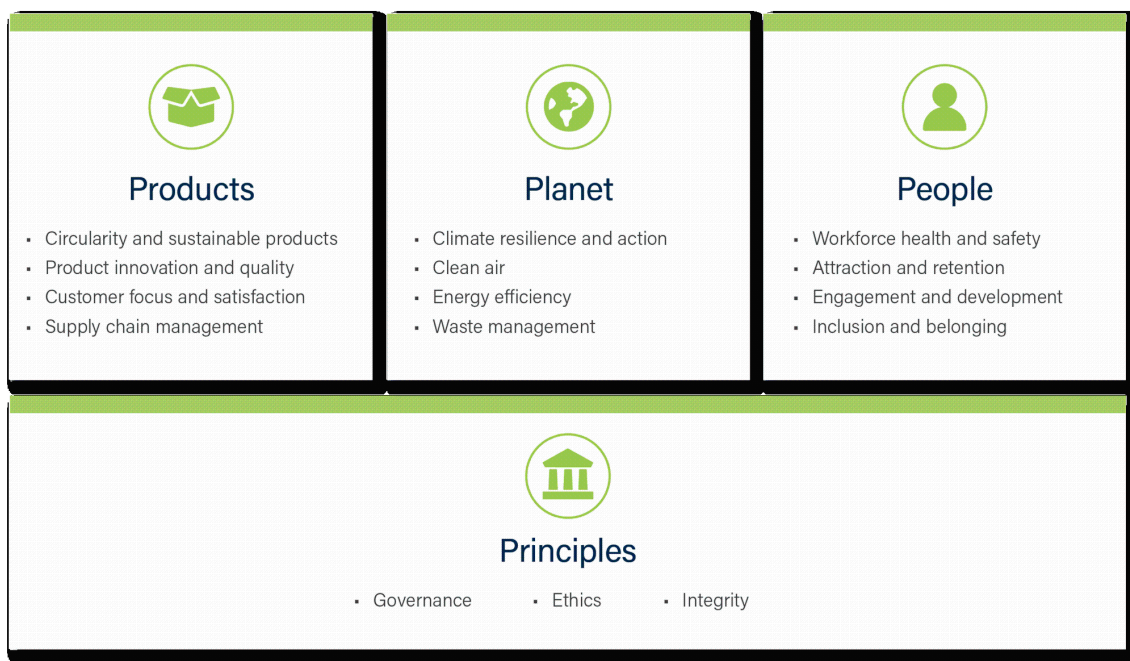 Products
Circularity and sustainable products
Product innovation and quality
Customer focus and satisfaction
Supply chain management
Planet
Climate resilience and action
Clean air
Energy efficiency
Waste management
People
Workforce health and safety
Attraction and retention
Engagement and development
Inclusion and belonging
Principles
Governance
Ethics
Integrity